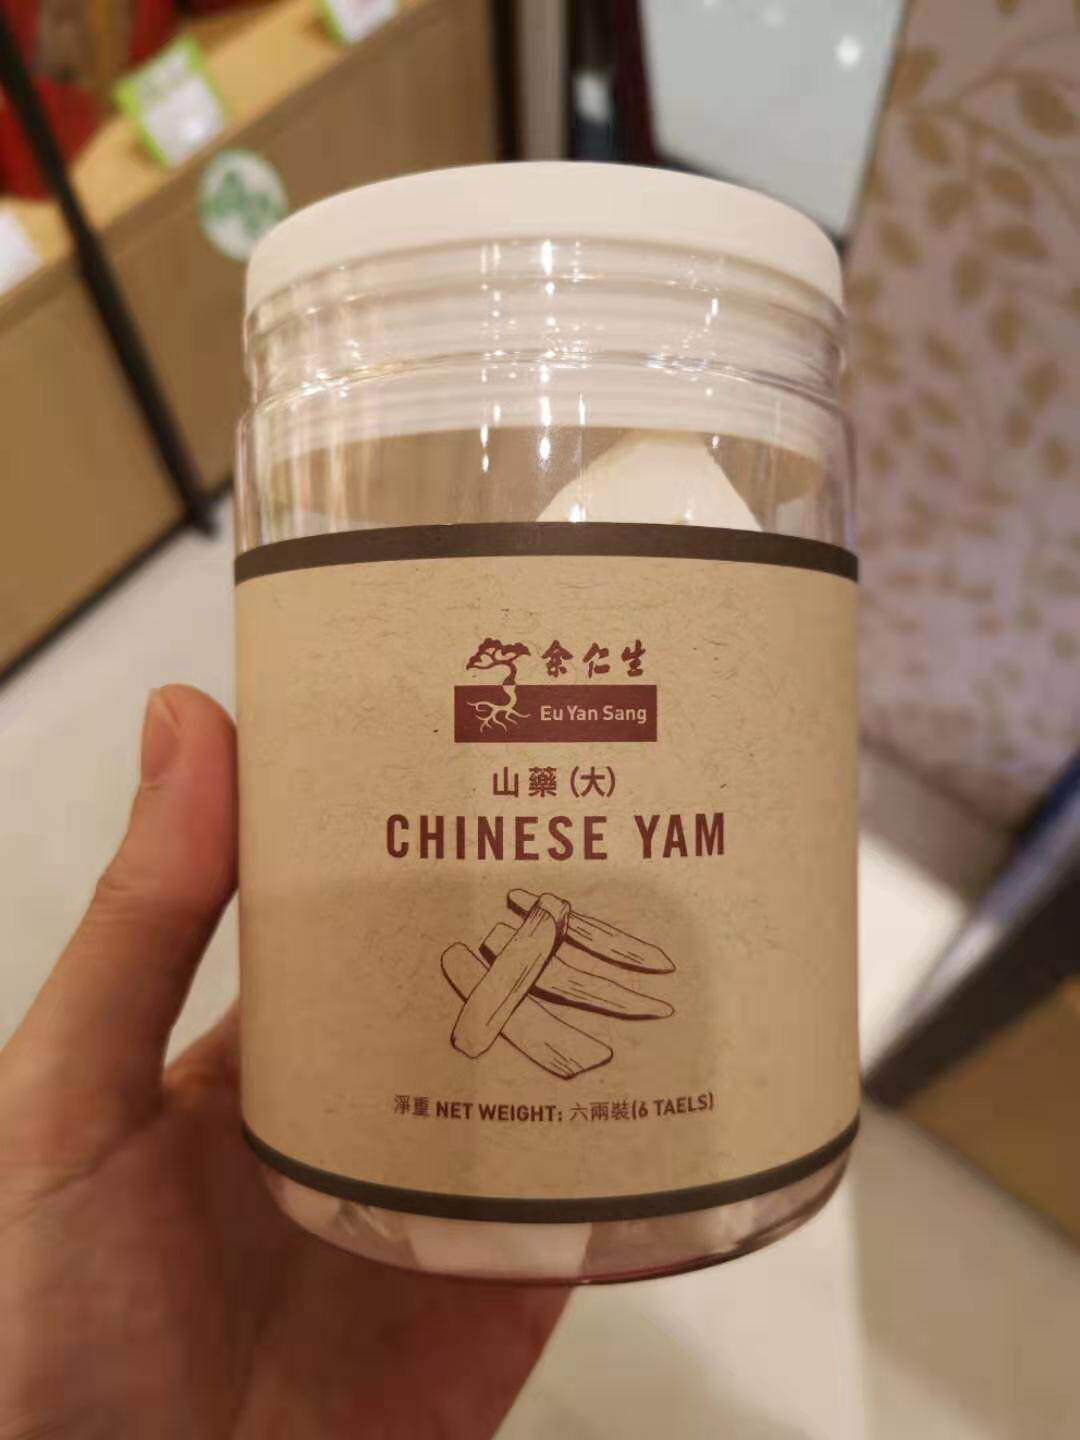 余仁生
Eu Yan Sang
山藥(大)
CHINESE YAM
淨重 NET WEIGHT: 六兩裝(6 TAELS)